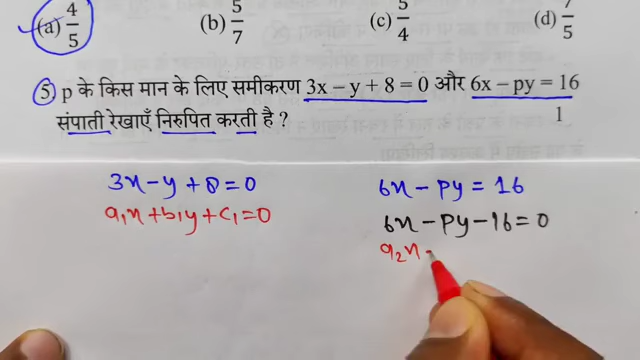 (a) 4/5 (b) 5/7 (c) 5/4 (d) 7/5
5. p के किस मान के लिए समीकरण 3x – y + 8 = 0 और 6x – py = 16
संपाती रेखाएँ निरुपित करती है ? 1
3x – y + 8 = 0 6x – py = 16
a₁x + b₁y + c₁ = 0 6x – py – 16 = 0
a₂x -